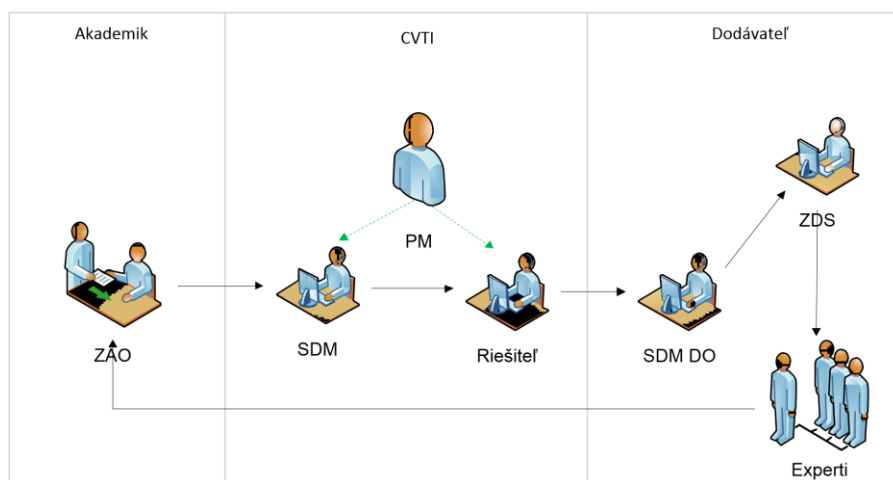 Akademik
CVTI
Dodávateľ
PM
ZDS
ZAO
SDM
Riešiteľ
SDM DO
Experti